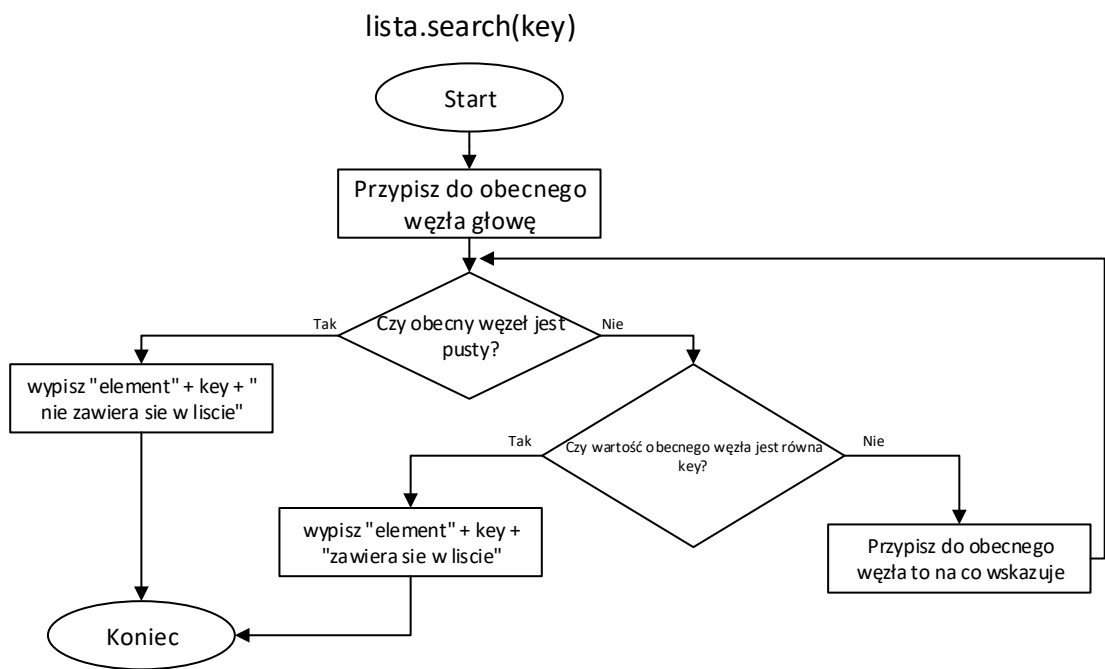 lista.search(key)
Start
Przypisz do obecnego
węzła głowę
Czy obecny węzeł jest
pusty?
Tak
Nie
wypisz "element" + key + "
nie zawiera sie w liscie"
Czy wartość obecnego węzła jest równa
key?
Tak
Nie
wypisz "element" + key +
"zawiera sie w liscie"
Przypisz do obecnego
węzła to na co wskazuje
Koniec